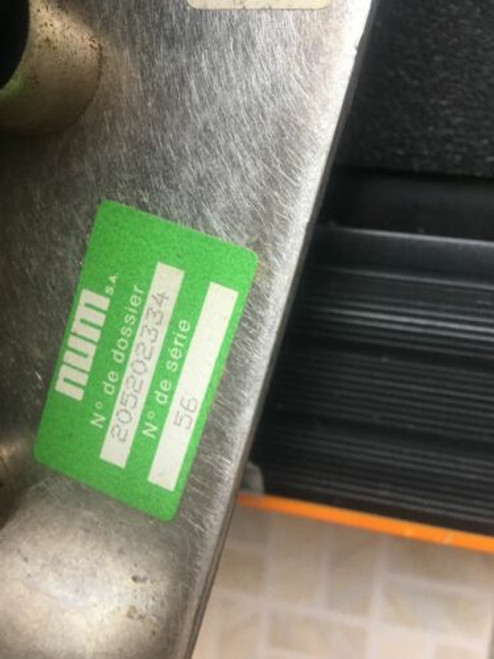 num S.A.
N° de dossier
205202334
N° de série
56